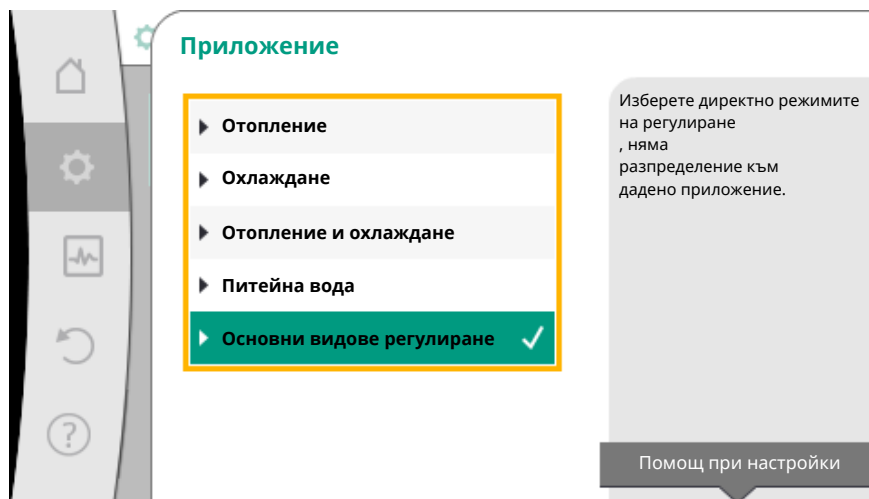 Приложение
Отопление
Охлаждане
Отопление и охлаждане
Питейна вода
Основни видове регулиране
Изберете директно режимите
на регулиране
, няма
разпределение към
дадено приложение.
Помощ при настройки